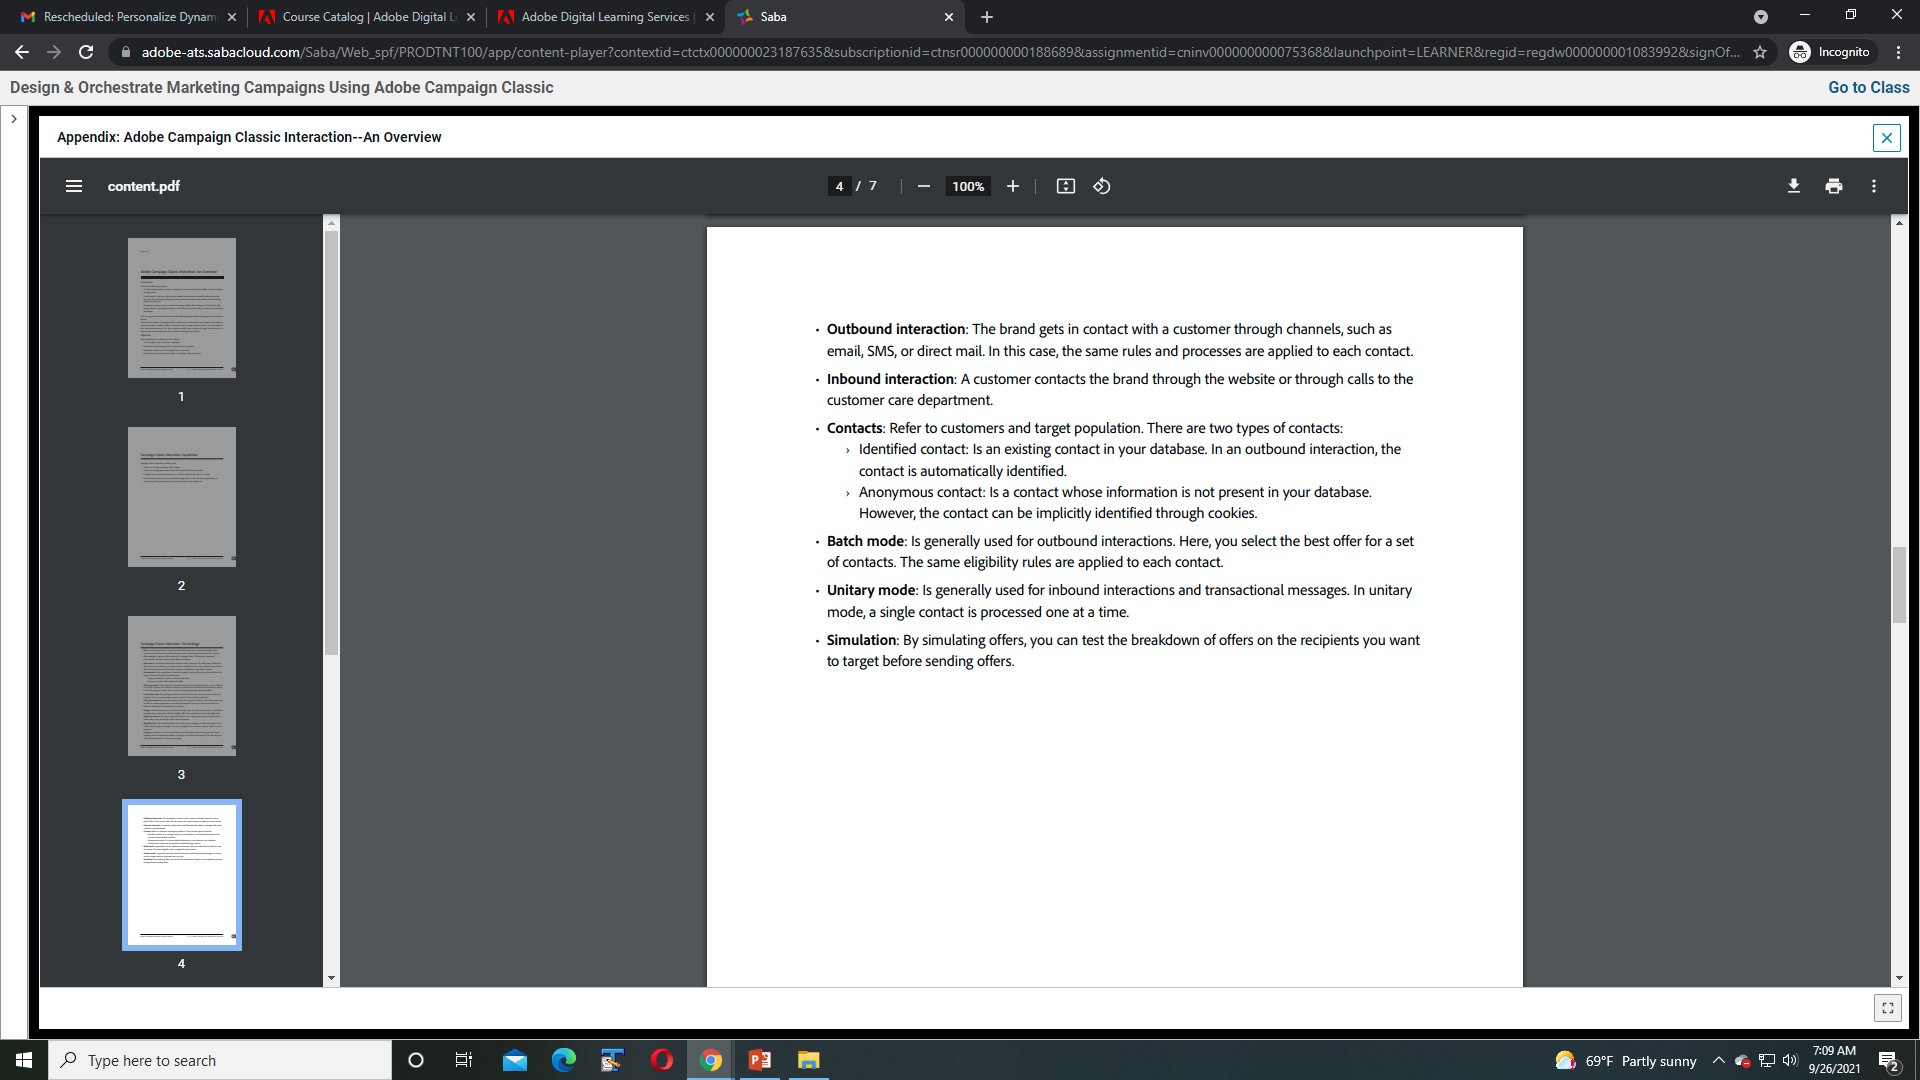 Rescheduled: Personalize Dynam
Course Catalog | Adobe Digital L
Adobe Digital Learning Services |
Saba
adobe-ats.sabacloud.com/Saba/Web_spf/PRODTNT100/app/content-player?contextid=ctctx000000023187635&subscriptionid=ctnsr0000000000188689&assignmentid=cninv000000000075368&launchpoint=LEARNER&regid=regdw000000001083992&signOf...
Incognito
Design & Orchestrate Marketing Campaigns Using Adobe Campaign Classic
Go to Class
Appendix: Adobe Campaign Classic Interaction--An Overview
content.pdf
4 / 7
100%
1
2
3
4
• Outbound interaction: The brand gets in contact with a customer through channels, such as
email, SMS, or direct mail. In this case, the same rules and processes are applied to each contact.
• Inbound interaction: A customer contacts the brand through the website or through calls to the
customer care department.
• Contacts: Refer to customers and target population. There are two types of contacts:
› Identified contact: Is an existing contact in your database. In an outbound interaction, the
contact is automatically identified.
› Anonymous contact: Is a contact whose information is not present in your database.
However, the contact can be implicitly identified through cookies.
• Batch mode: Is generally used for outbound interactions. Here, you select the best offer for a set
of contacts. The same eligibility rules are applied to each contact.
• Unitary mode: Is generally used for inbound interactions and transactional messages. In unitary
mode, a single contact is processed one at a time.
• Simulation: By simulating offers, you can test the breakdown of offers on the recipients you want
to target before sending offers.
Type here to search
69°F Partly sunny
7:09 AM
9/26/2021
2